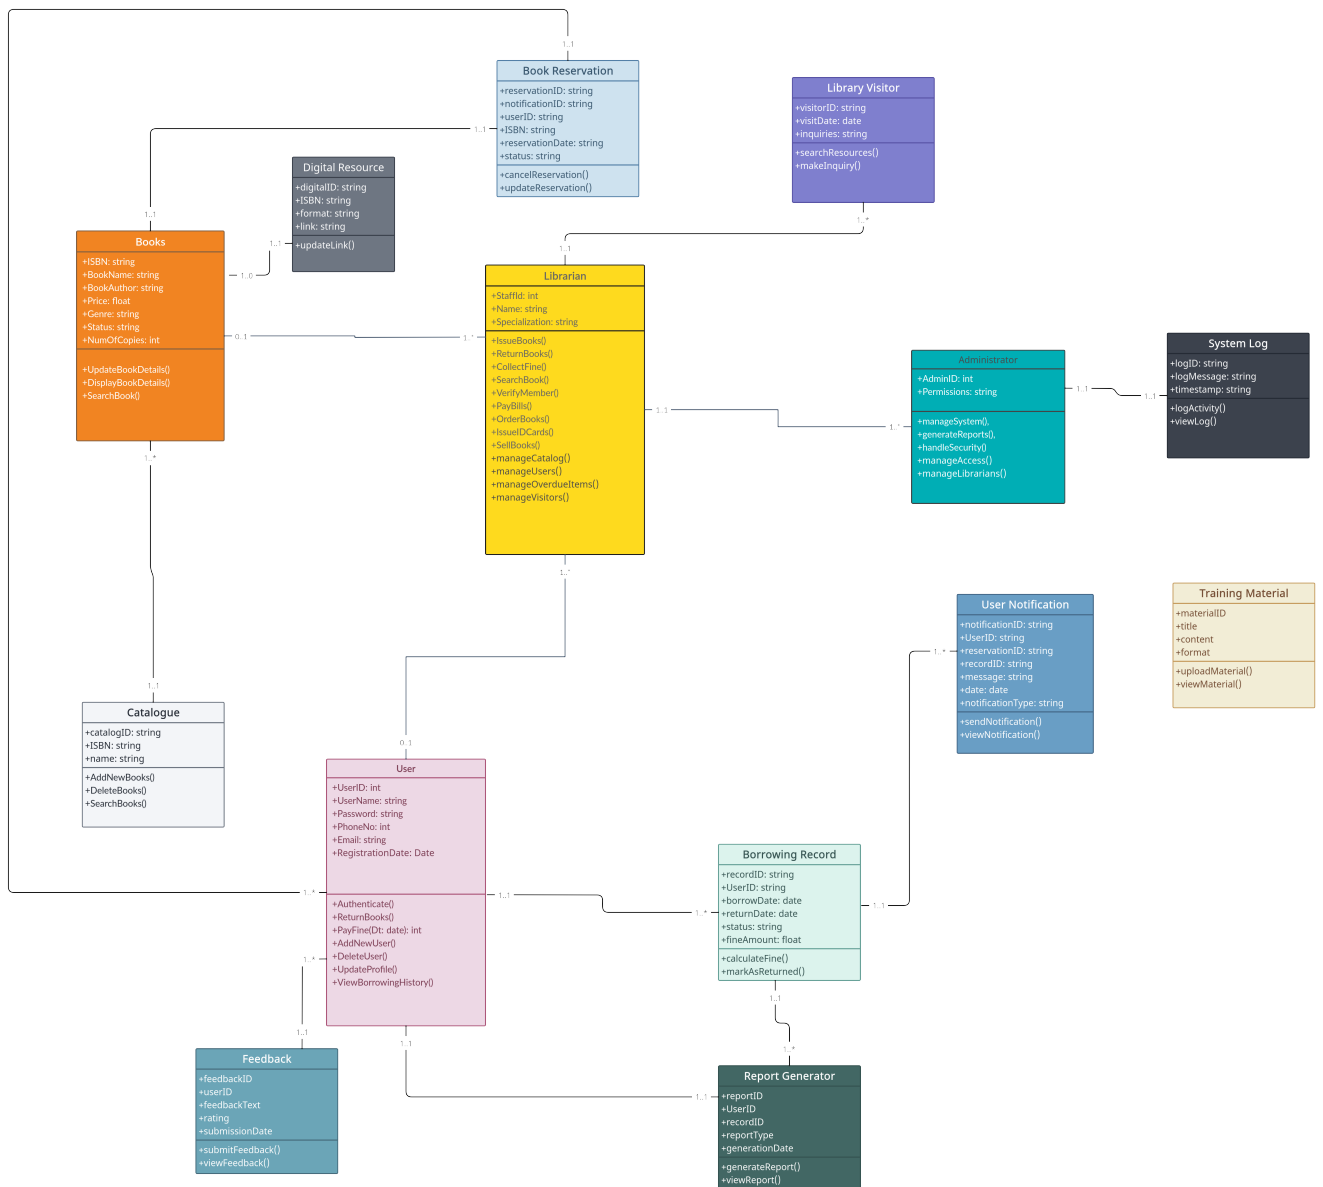 1..1
Book Reservation
+reservationID: string
+notificationID: string
+userID: string
+ISBN: string
+reservationDate: string
+status: string
+cancelReservation()
+updateReservation()
Library Visitor
+visitorID: string
+visitDate: date
+inquiries: string
+searchResources()
+makeInquiry()
1..1
Digital Resource
+digitalID: string
+ISBN: string
+format: string
+link: string
+updateLink()
1..1
1..*
1..1
1..1
1..0
Books
+ISBN: string
+BookName: string
+BookAuthor: string
+Price: float
+Genre: string
+Status: string
+NumOfCopies: int
+UpdateBookDetails()
+DisplayBookDetails()
+SearchBook()
0..1
1..*
Librarian
+StaffId: int
+Name: string
+Specialization: string
+IssueBooks()
+ReturnBooks()
+CollectFine()
+SearchBook()
+VerifyMember()
+PayBills()
+OrderBooks()
+IssueIDCards()
+SellBooks()
+manageCatalog()
+manageUsers()
+manageOverdueItems()
+manageVisitors()
1..1
1..*
Administrator
+AdminID: int
+Permissions: string
+manageSystem(),
+generateReports(),
+handleSecurity()
+manageAccess()
+manageLibrarians()
1..1
1..1
System Log
+logID: string
+logMessage: string
+timestamp: string
+logActivity()
+viewLog()
1..*
1..*
User Notification
+notificationID: string
+UserID: string
+reservationID: string
+recordID: string
+message: string
+date: date
+notificationType: string
+sendNotification()
+viewNotification()
1..*
Training Material
+materialID
+title
+content
+format
+uploadMaterial()
+viewMaterial()
1..1
Catalogue
+catalogID: string
+ISBN: string
+name: string
+AddNewBooks()
+DeleteBooks()
+SearchBooks()
0..1
User
+UserID: int
+UserName: string
+Password: string
+PhoneNo: int
+Email: string
+RegistrationDate: Date
+Authenticate()
+ReturnBooks()
+PayFine(Dt: date): int
+AddNewUser()
+DeleteUser()
+UpdateProfile()
+ViewBorrowingHistory()
1..*
1..1
1..*
Borrowing Record
+recordID: string
+UserID: string
+borrowDate: date
+returnDate: date
+status: string
+fineAmount: float
+calculateFine()
+markAsReturned()
1..1
1..*
1..1
1..1
1..1
1..*
1..1
Feedback
+feedbackID
+userID
+feedbackText
+rating
+submissionDate
+submitFeedback()
+viewFeedback()
Report Generator
+reportID
+UserID
+recordID
+reportType
+generationDate
+generateReport()
+viewReport()